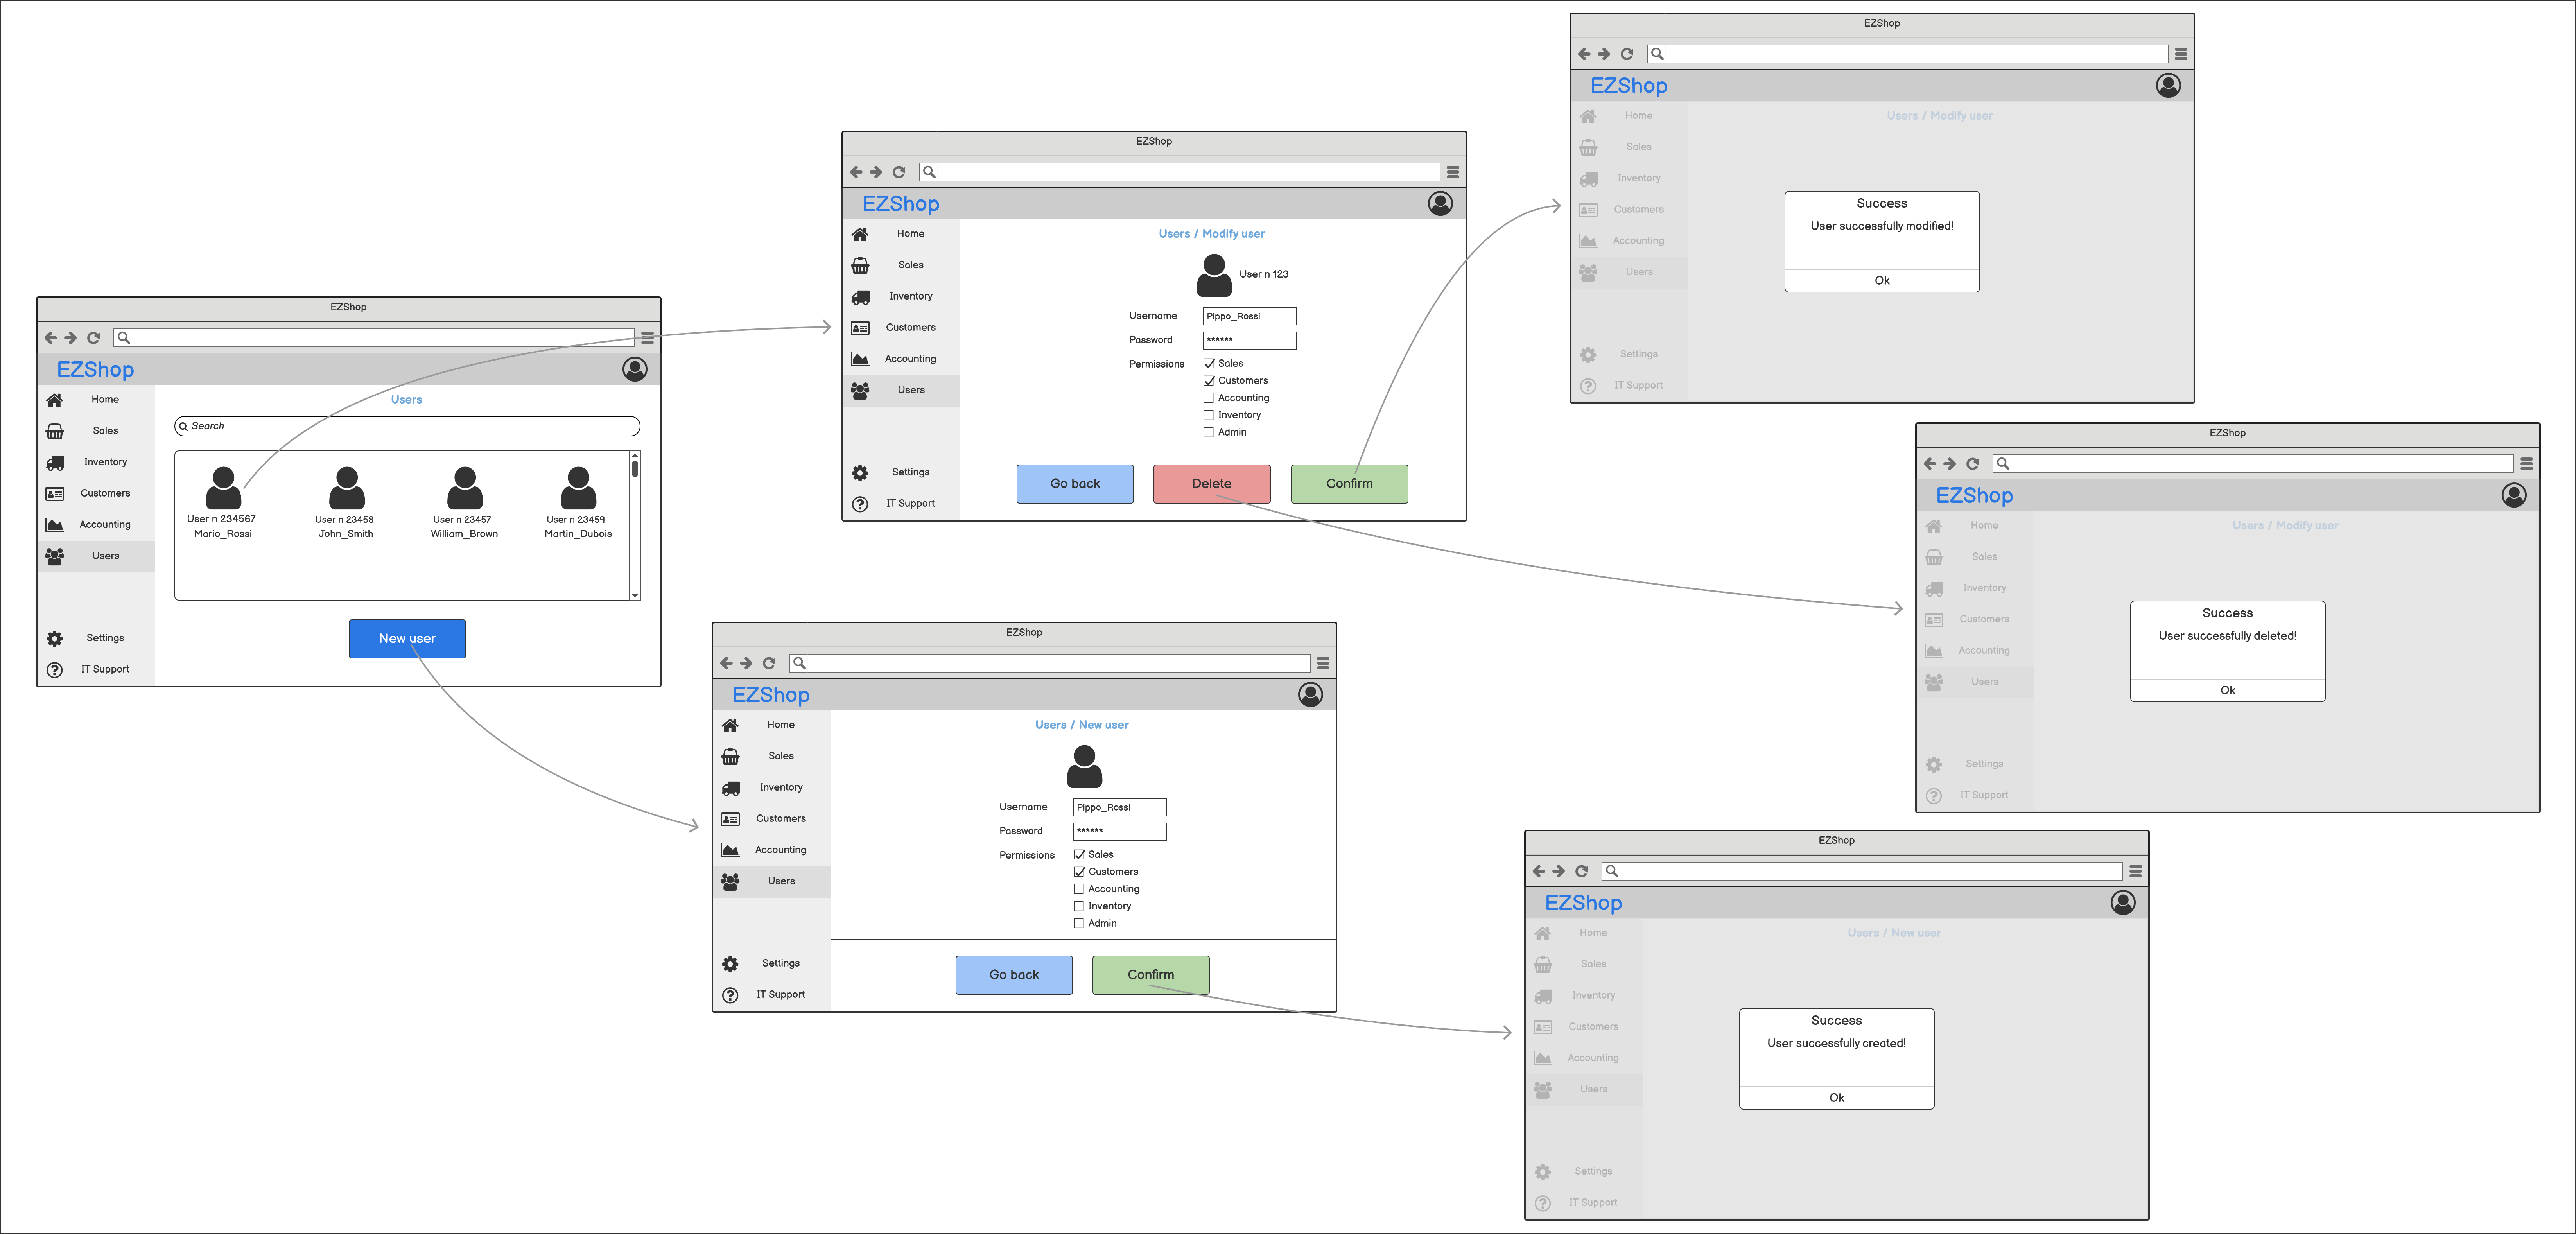 EZShop
EZShop
Home
Sales
Inventory
Customers
Accounting
Users
Settings
IT Support
Users
Search
User n 234567
Mario_Rossi
User n 23458
John_Smith
User n 23457
William_Brown
User n 23459
Martin_Dubois
New user
EZShop
EZShop
Home
Sales
Inventory
Customers
Accounting
Users
Settings
IT Support
Users / Modify user
User n 123
Username Pippo_Rossi
Password ******
Permissions Sales
Customers
Accounting
Inventory
Admin
Go back Delete Confirm
EZShop
EZShop
Home
Sales
Inventory
Customers
Accounting
Users
Settings
IT Support
Users / New user
Username Pippo_Rossi
Password ******
Permissions Sales
Customers
Accounting
Inventory
Admin
Go back Confirm
EZShop
EZShop
Home
Sales
Inventory
Customers
Accounting
Users
Settings
IT Support
Users / Modify user
Success
User successfully modified!
Ok
EZShop
EZShop
Home
Sales
Inventory
Customers
Accounting
Users
Settings
IT Support
Users / Modify user
Success
User successfully deleted!
Ok
EZShop
EZShop
Home
Sales
Inventory
Customers
Accounting
Users
Settings
IT Support
Users / New user
Success
User successfully created!
Ok